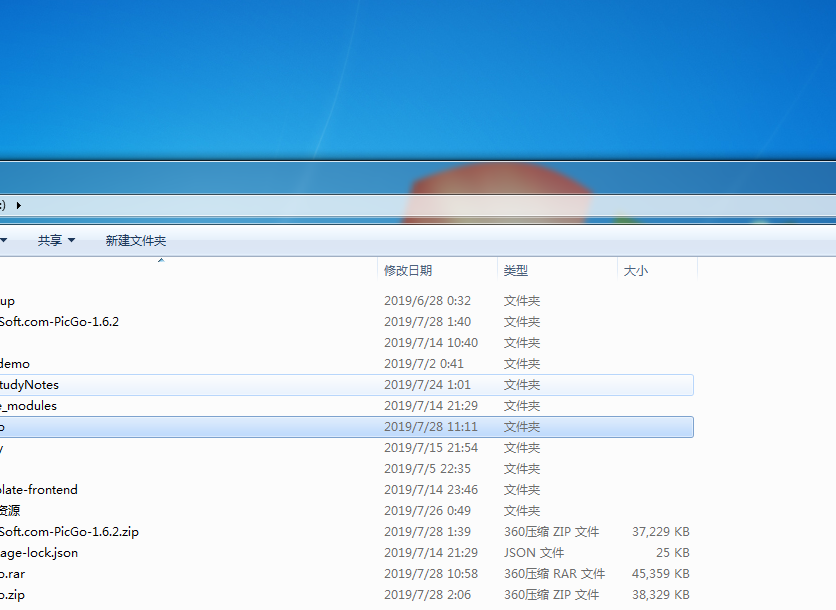 :)
共享 新建文件夹
修改日期 类型 大小
up 2019/6/28 0:32 文件夹
Soft.com-PicGo-1.6.2 2019/7/28 1:40 文件夹
2019/7/14 10:40 文件夹
demo 2019/7/2 0:41 文件夹
tudyNotes 2019/7/24 1:01 文件夹
e_modules 2019/7/14 21:29 文件夹
o 2019/7/28 11:11 文件夹
y 2019/7/15 21:54 文件夹
2019/7/5 22:35 文件夹
plate-frontend 2019/7/14 23:46 文件夹
资源 2019/7/26 0:49 文件夹
Soft.com-PicGo-1.6.2.zip 2019/7/28 1:39 360压缩 ZIP 文件 37,229 KB
age-lock.json 2019/7/14 21:29 JSON 文件 25 KB
o.rar 2019/7/28 10:58 360压缩 RAR 文件 45,359 KB
o.zip 2019/7/28 2:06 360压缩 ZIP 文件 38,329 KB